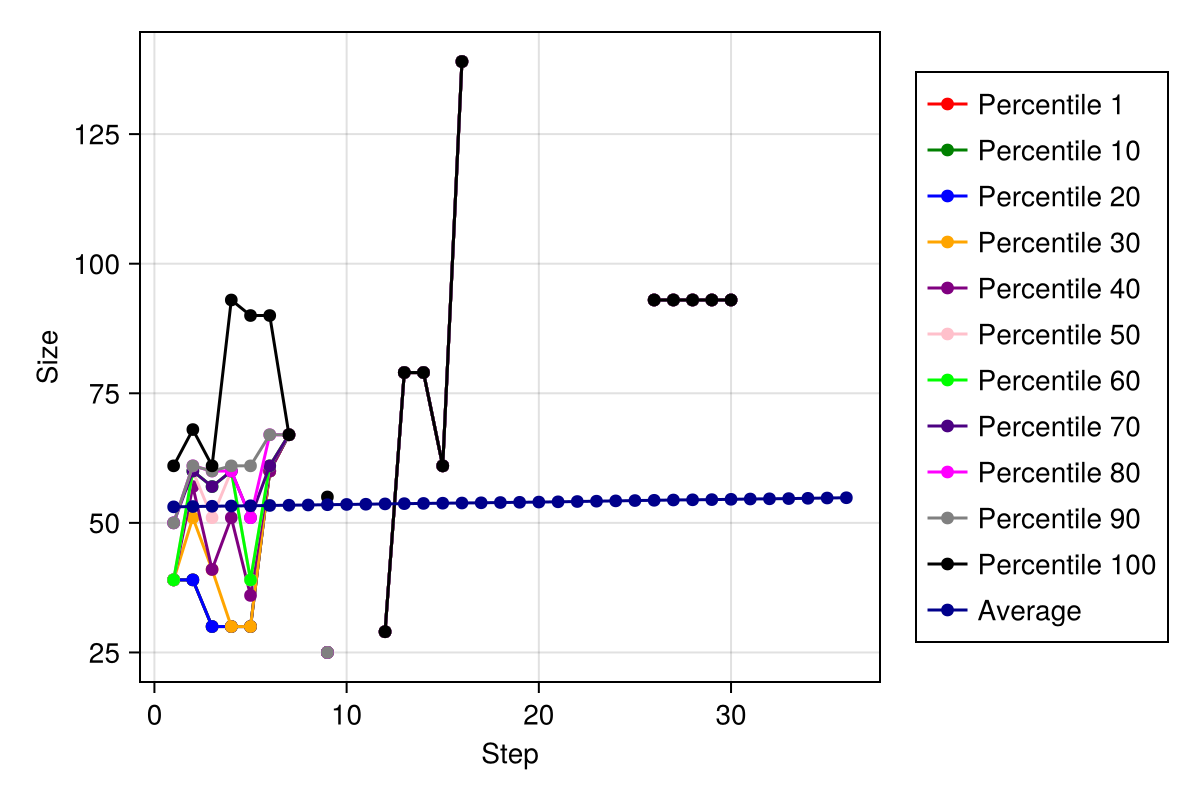 125
100
75
50
25
0
10
20
30
Size
Step
Percentile 1
Percentile 10
Percentile 20
Percentile 30
Percentile 40
Percentile 50
Percentile 60
Percentile 70
Percentile 80
Percentile 90
Percentile 100
Average